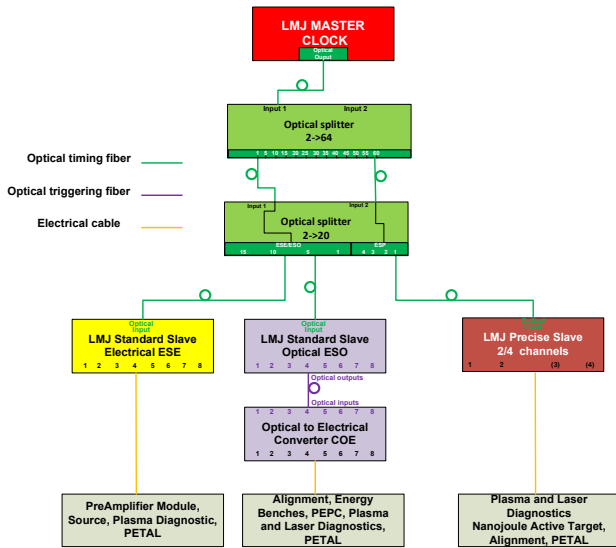 LMJ MASTER
CLOCK
Optical
Ouput
Input 1 Input 2
Optical splitter
2->64
1 5 10 15 20 25 30 35 40 45 50 55 60
Optical timing fiber
Optical triggering fiber
Electrical cable
Input 1 Input 2
Optical splitter
2->20
ESE/ESO ESP
15 10 5 1 4 3 2 1
Optical
Input
LMJ Standard Slave
Electrical ESE
1 2 3 4 5 6 7 8
Optical
Input
LMJ Standard Slave
Optical ESO
1 2 3 4 5 6 7 8
LMJ Precise Slave
2/4 channels
1 2 (3) (4)
Optical outputs
Optical inputs
1 2 3 4 5 6 7 8
Optical to Electrical
Converter COE
1 2 3 4 5 6 7 8
PreAmplifier Module,
Source, Plasma Diagnostic,
PETAL
Alignment, Energy
Benches, PEPC, Plasma
and Laser Diagnostics,
PETAL
Plasma and Laser
Diagnostics
Nanojoule Active Target,
Alignment, PETAL